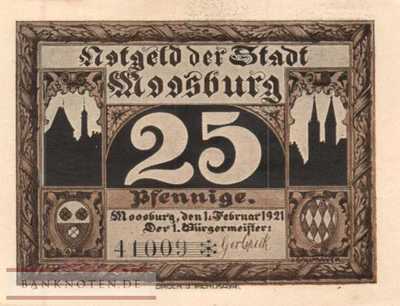 Notgeld der Stadt
Moosburg
25
Pfennige.
Moosburg, den 1. Februar 1921
Der 1. Bürgermeister:
41009 *
BANKNOTEN.DE